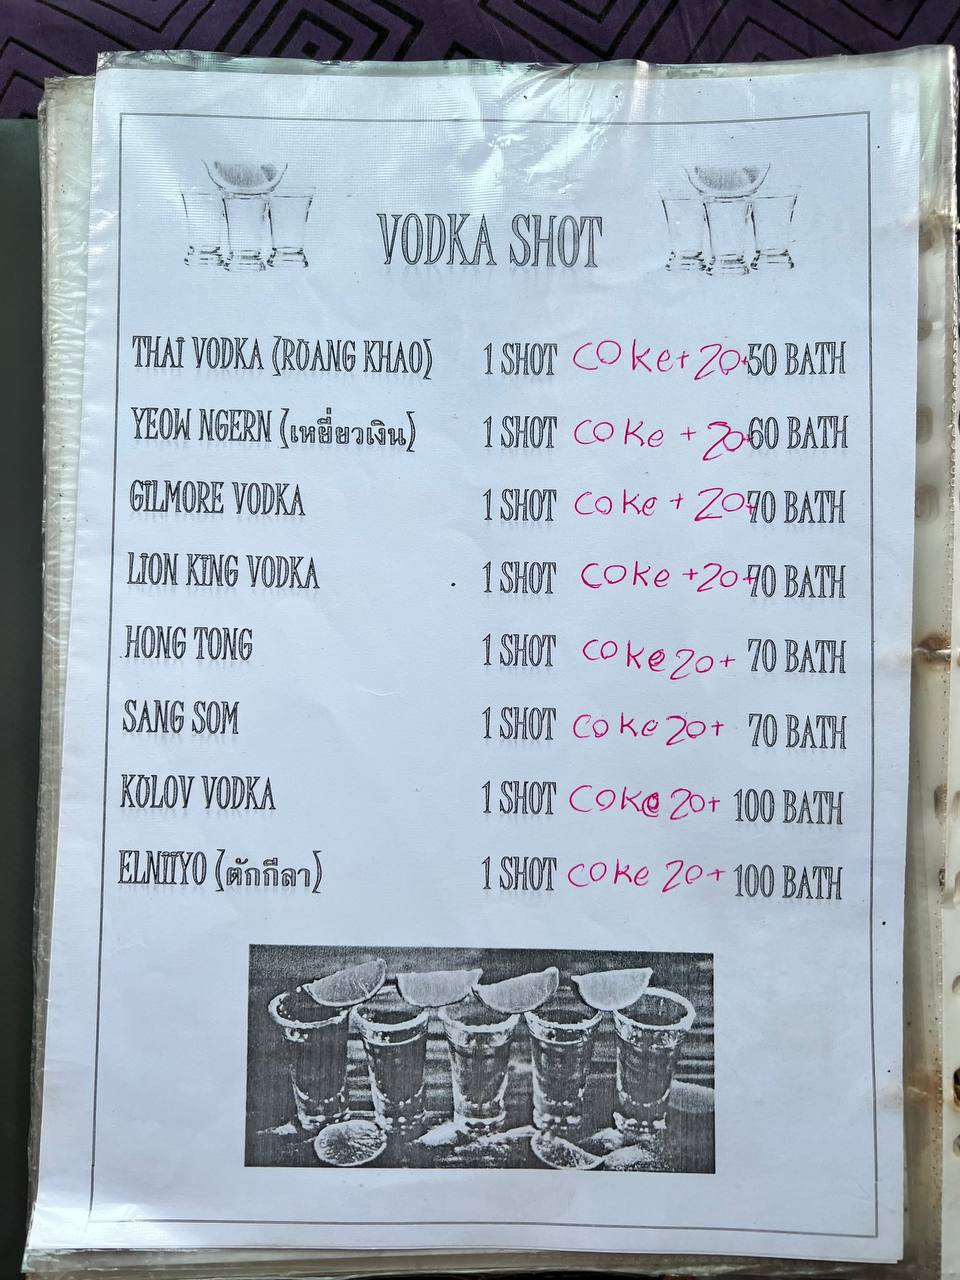 VODKA SHOT
THAI VODKA (ROANG KHAO) 1 SHOT coke + 20+ 50 BATH
YEOW NGERN (เหยี่ยวเงิน) 1 SHOT coke + 20+ 60 BATH
GILMORE VODKA 1 SHOT coke + 20+ 70 BATH
LION KING VODKA 1 SHOT coke +20+ 70 BATH
HONG TONG 1 SHOT coke 20+ 70 BATH
SANG SOM 1 SHOT coke 20+ 70 BATH
KOLOV VODKA 1 SHOT coke 20+ 100 BATH
ELNIIYO (ตักกีลา) 1 SHOT coke 20+ 100 BATH